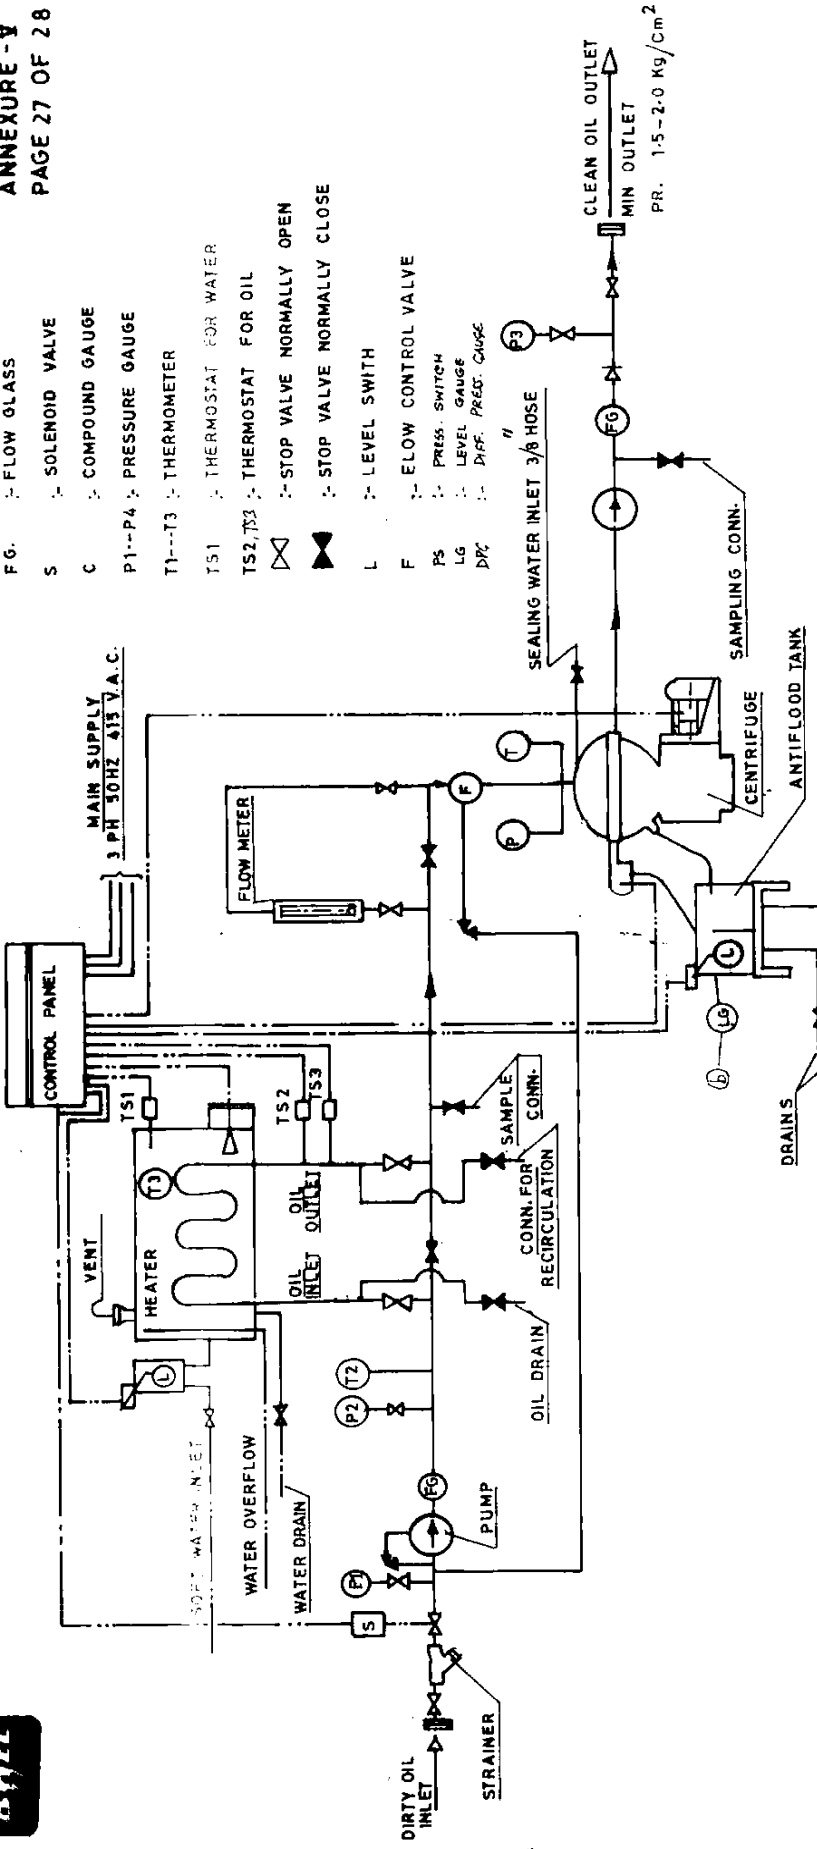 ANNEXURE - V
PAGE 27 OF 28
FG. :- FLOW GLASS
S :- SOLENOID VALVE
C :- COMPOUND GAUGE
P1--P4 :- PRESSURE GAUGE
T1--T3 :- THERMOMETER
TS1 :- THERMOSTAT FOR WATER
TS2, TS3 :- THERMOSTAT FOR OIL
:- STOP VALVE NORMALLY OPEN
:- STOP VALVE NORMALLY CLOSE
L :- LEVEL SWITH
F :- ELOW CONTROL VALVE
PS :- PRESS. SWITCH
LG :- LEVEL GAUGE
DPG :- DIFF. PRESS. GAUGE
MAIN SUPPLY
3 PH 50HZ 415 V.A.C.
CONTROL PANEL
TS1
VENT
HEATER
T3
L
TS2
TS3
OIL
INLET
OIL
OUTLET
FLOW METER
SOFT WATER INLET
WATER OVERFLOW
WATER DRAIN
S
P1
P2
T2
FG
PUMP
DIRTY OIL
INLET
STRAINER
OIL DRAIN
CONN. FOR
RECIRCULATION
SAMPLE
CONN.
F
P
T
SEALING WATER INLET 3/8" HOSE
P3
FG
CLEAN OIL OUTLET
MIN OUTLET
PR. 1.5-2.0 Kg/Cm2
SAMPLING CONN.
CENTRIFUGE
ANTIFLOOD TANK
L
LG
b
DRAINS